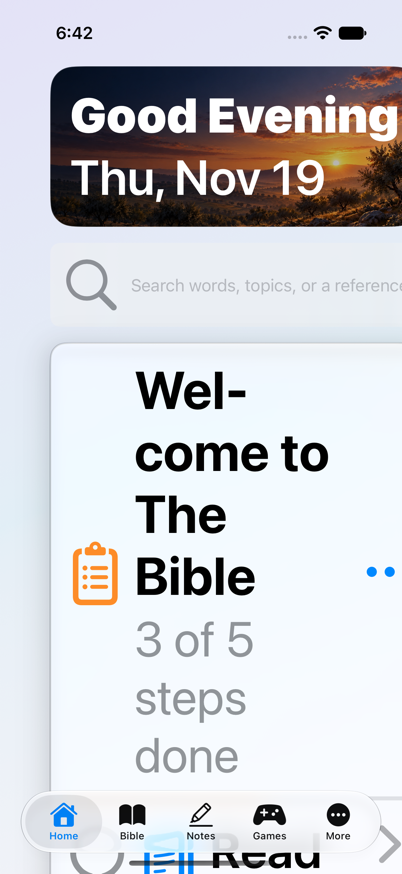 6:42
Good Evening
Thu, Nov 19
Search words, topics, or a reference
Wel-
come to
The
Bible
3 of 5
steps
done
Read
Home
Bible
Notes
Games
More